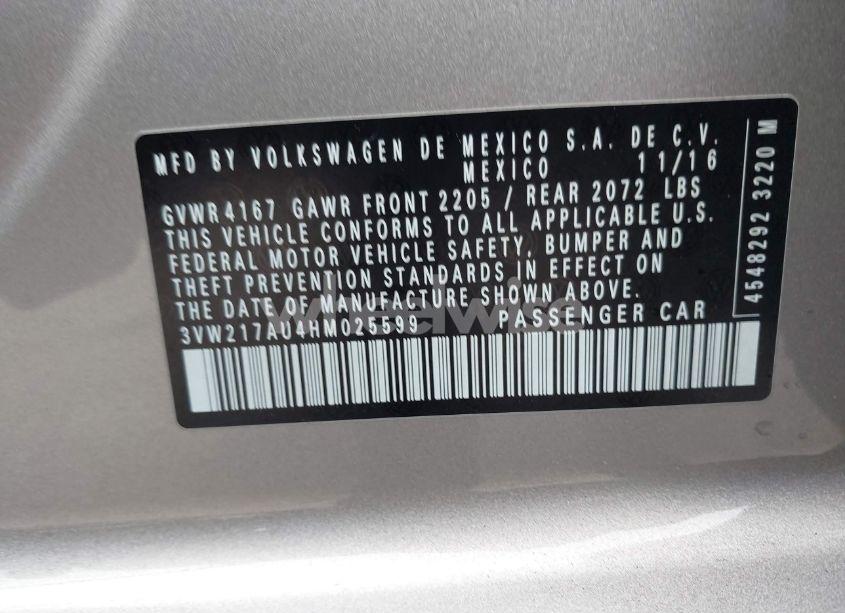 MFD BY VOLKSWAGEN DE MEXICO S.A. DE C.V.
MEXICO 11/16
GVWR4167 GAWR FRONT 2205 / REAR 2072 LBS
THIS VEHICLE CONFORMS TO ALL APPLICABLE U.S.
FEDERAL MOTOR VEHICLE SAFETY, BUMPER AND
THEFT PREVENTION STANDARDS IN EFFECT ON
THE DATE OF MANUFACTURE SHOWN ABOVE.
3VW217AU4HM025599 PASSENGER CAR
4548292 3220 M
wheelwire